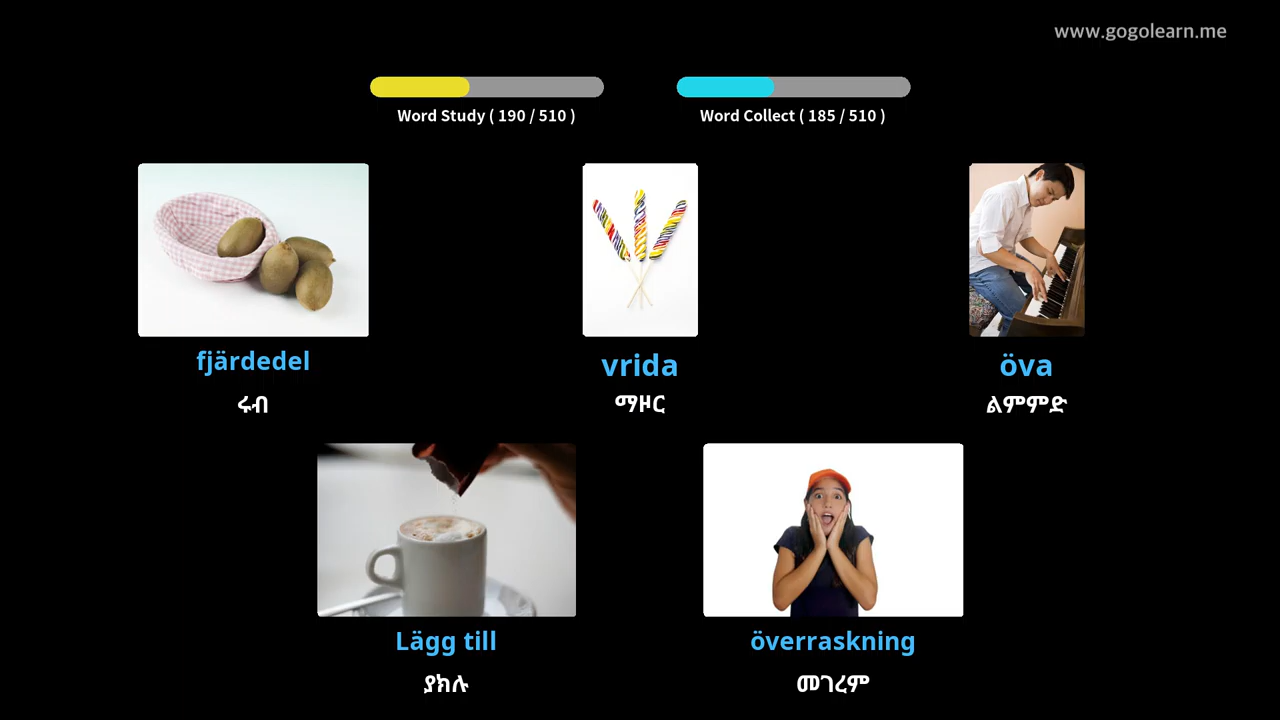 www.gogolearn.me
Word Study ( 190 / 510 )
Word Collect ( 185 / 510 )
fjärdedel
vrida
öva
ሩብ
ማዞር
ልምምድ
Lägg till
överraskning
ያክሉ
መገረም